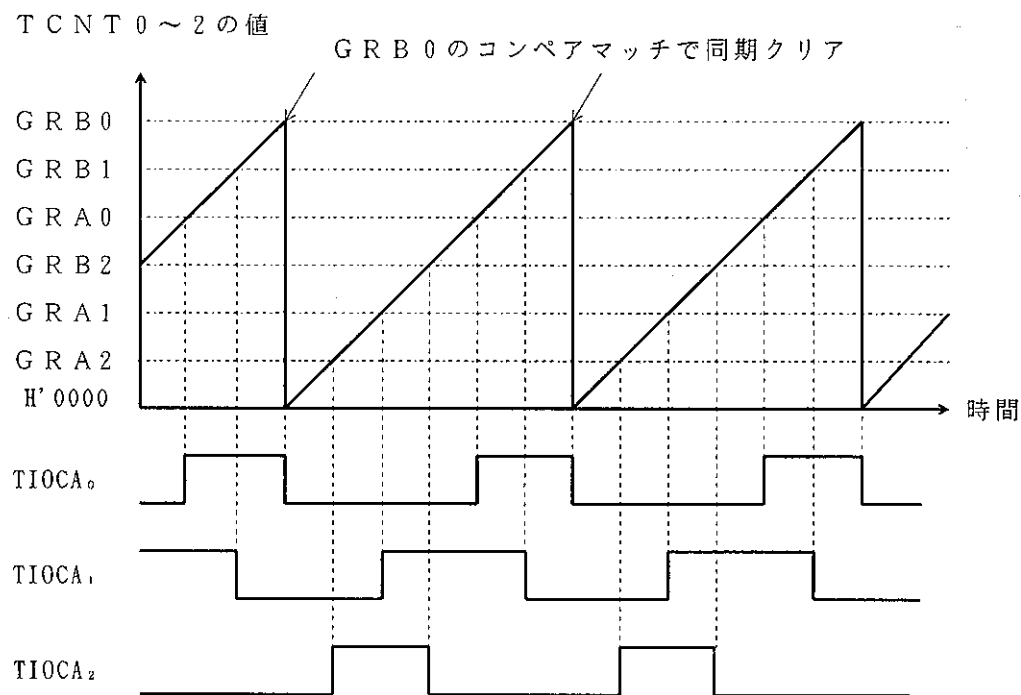 TCNT0～2の値
GRB0のコンペアマッチで同期クリア
GRB0
GRB1
GRA0
GRB2
GRA1
GRA2
H'0000
時間
TIOCA₀
TIOCA₁
TIOCA₂